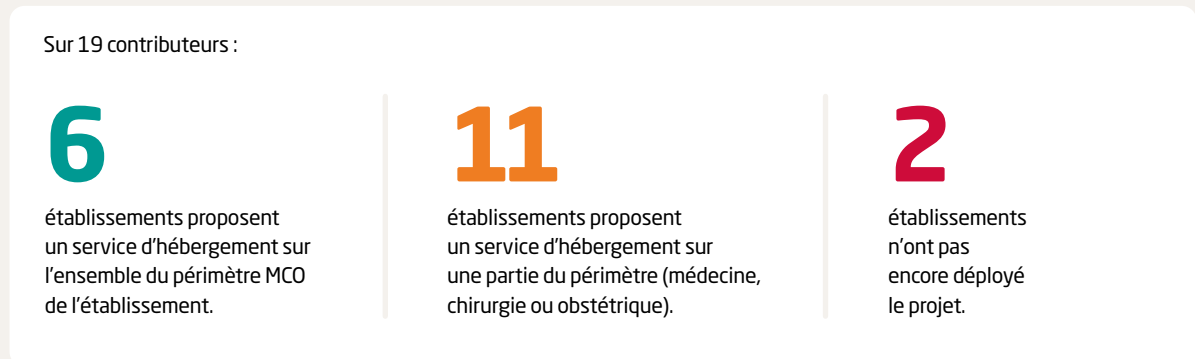 Sur 19 contributeurs :
6
établissements proposent
un service d'hébergement sur
l'ensemble du périmètre MCO
de l'établissement.
11
établissements proposent
un service d'hébergement sur
une partie du périmètre (médecine,
chirurgie ou obstétrique).
2
établissements
n'ont pas
encore déployé
le projet.